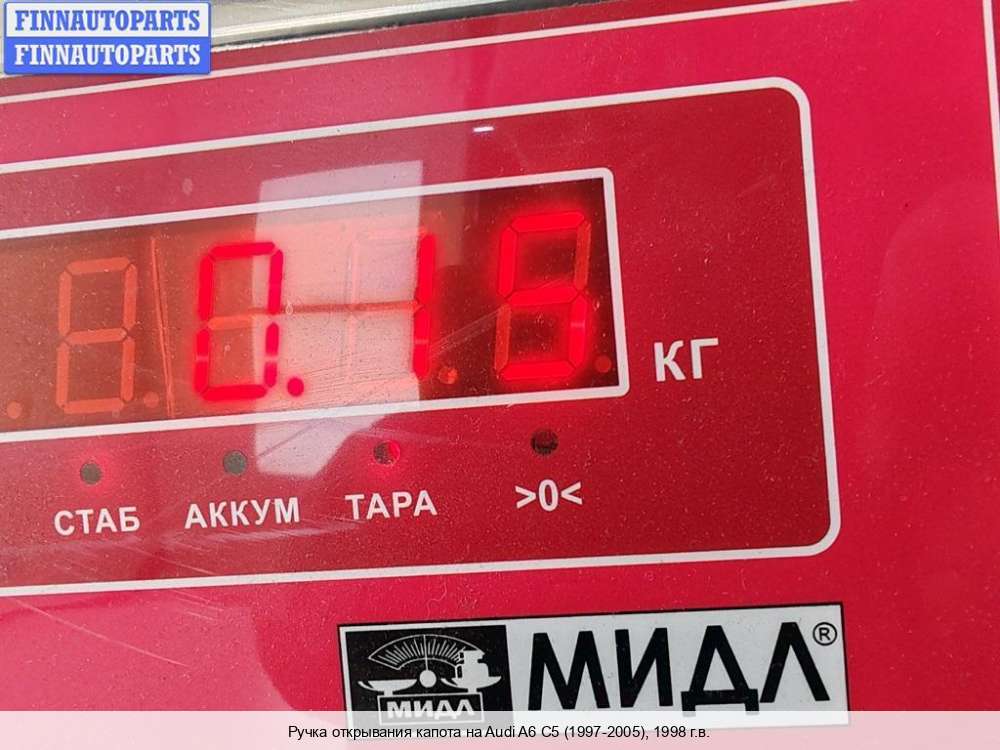 FINNAUTOPARTS
FINNAUTOPARTS
0.15
КГ
СТАБ АККУМ ТАРА >0<
МИДЛ®
МИДЛ
Ручка открывания капота на Audi A6 C5 (1997-2005), 1998 г.в.